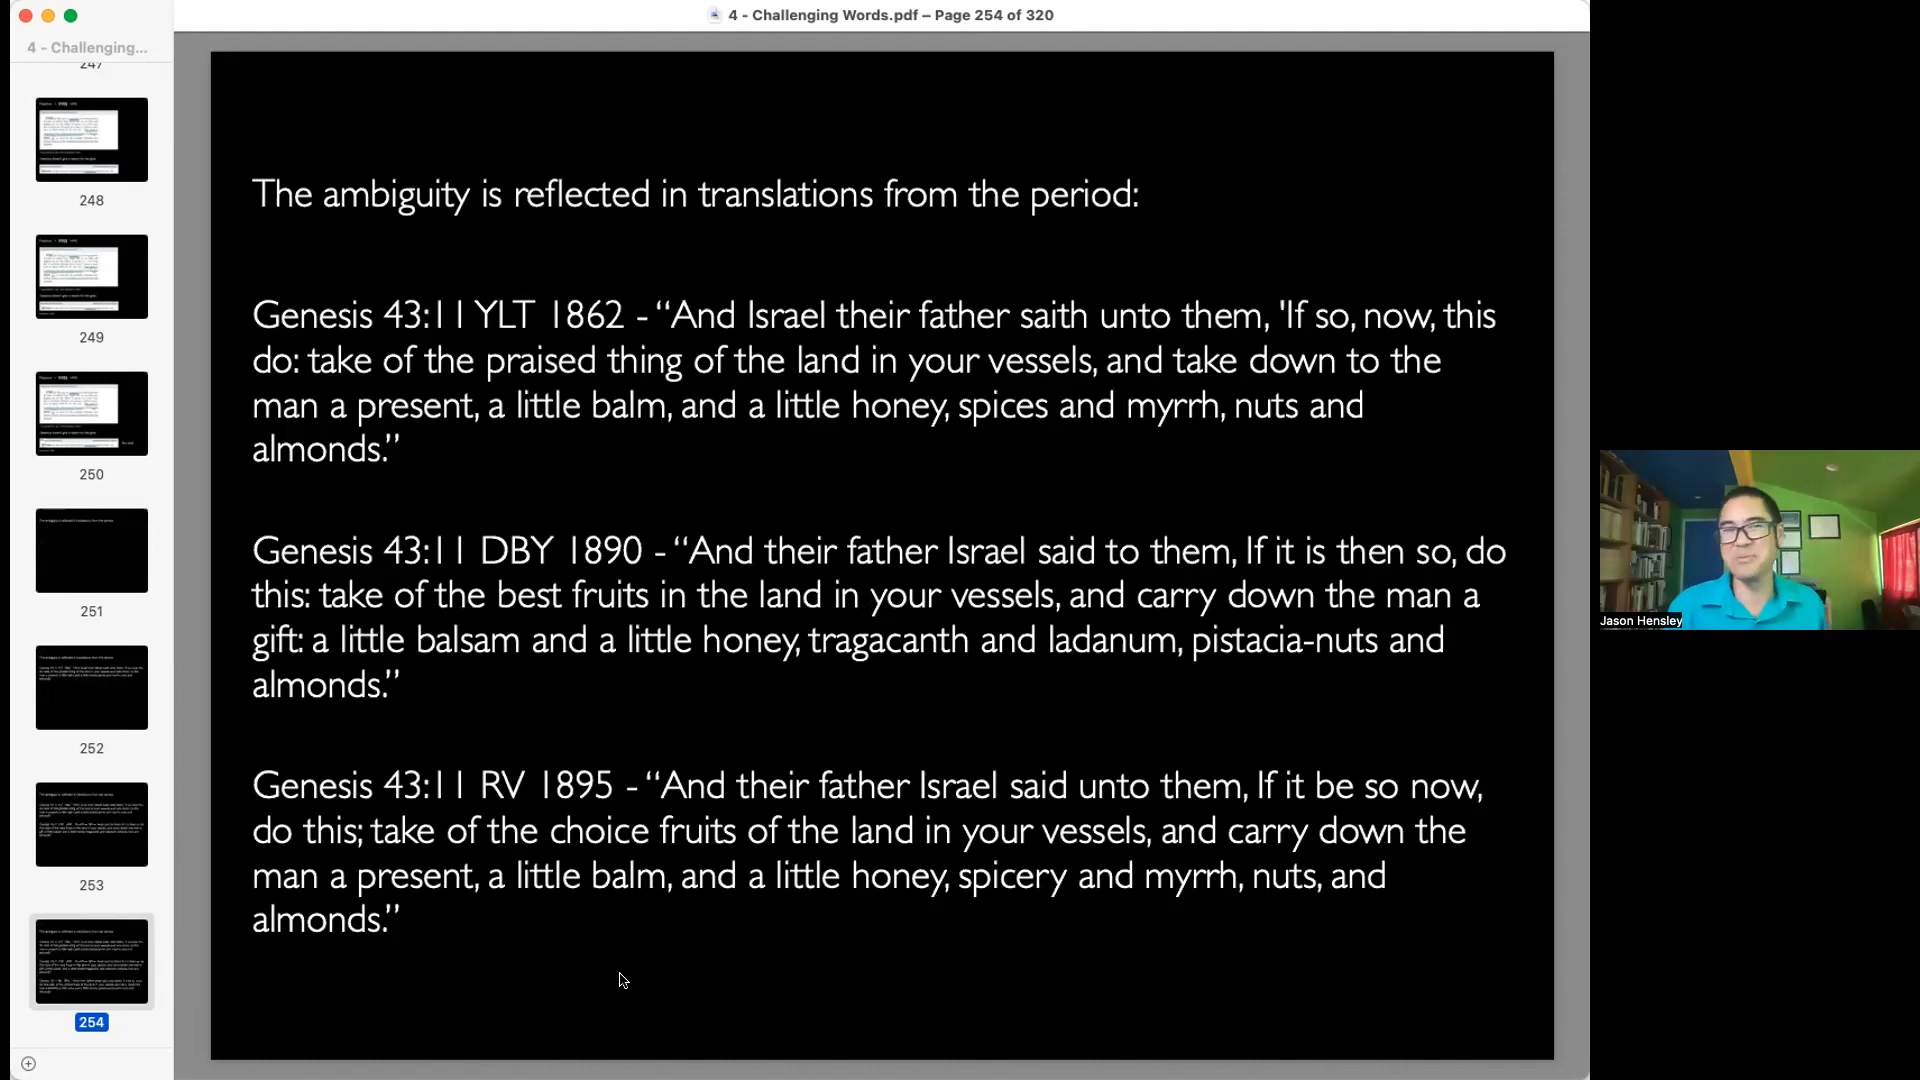 4 - Challenging Words.pdf – Page 254 of 320
4 - Challenging...
247
248
249
250
251
252
253
254
The ambiguity is reflected in translations from the period:
Genesis 43:11 YLT 1862 - “And Israel their father saith unto them, 'If so, now, this
do: take of the praised thing of the land in your vessels, and take down to the
man a present, a little balm, and a little honey, spices and myrrh, nuts and
almonds.”
Genesis 43:11 DBY 1890 - “And their father Israel said to them, If it is then so, do
this: take of the best fruits in the land in your vessels, and carry down the man a
gift: a little balsam and a little honey, tragacanth and ladanum, pistacia-nuts and
almonds.”
Genesis 43:11 RV 1895 - “And their father Israel said unto them, If it be so now,
do this; take of the choice fruits of the land in your vessels, and carry down the
man a present, a little balm, and a little honey, spicery and myrrh, nuts, and
almonds.”
Jason Hensley